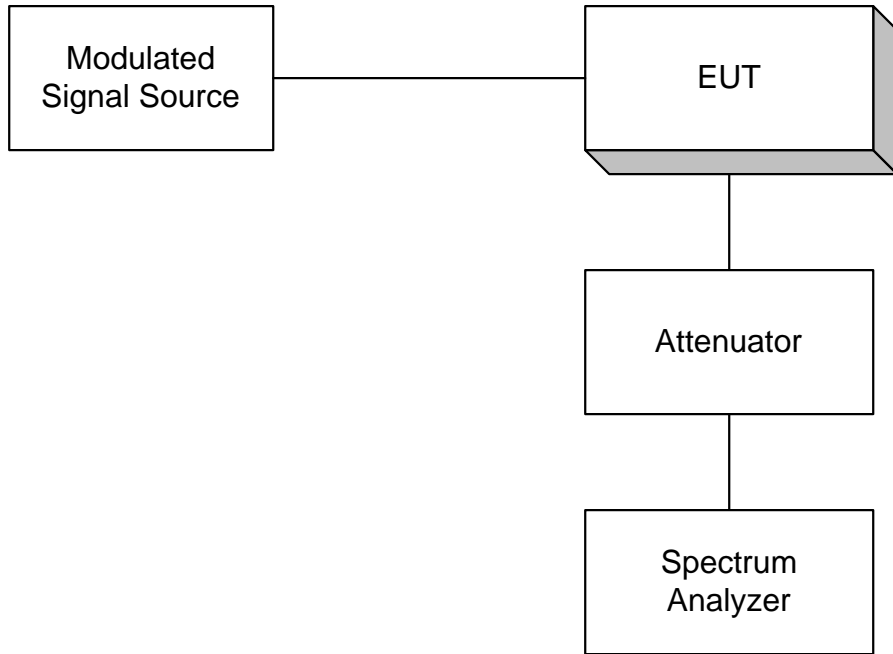 Modulated
Signal Source
EUT
Attenuator
Spectrum
Analyzer